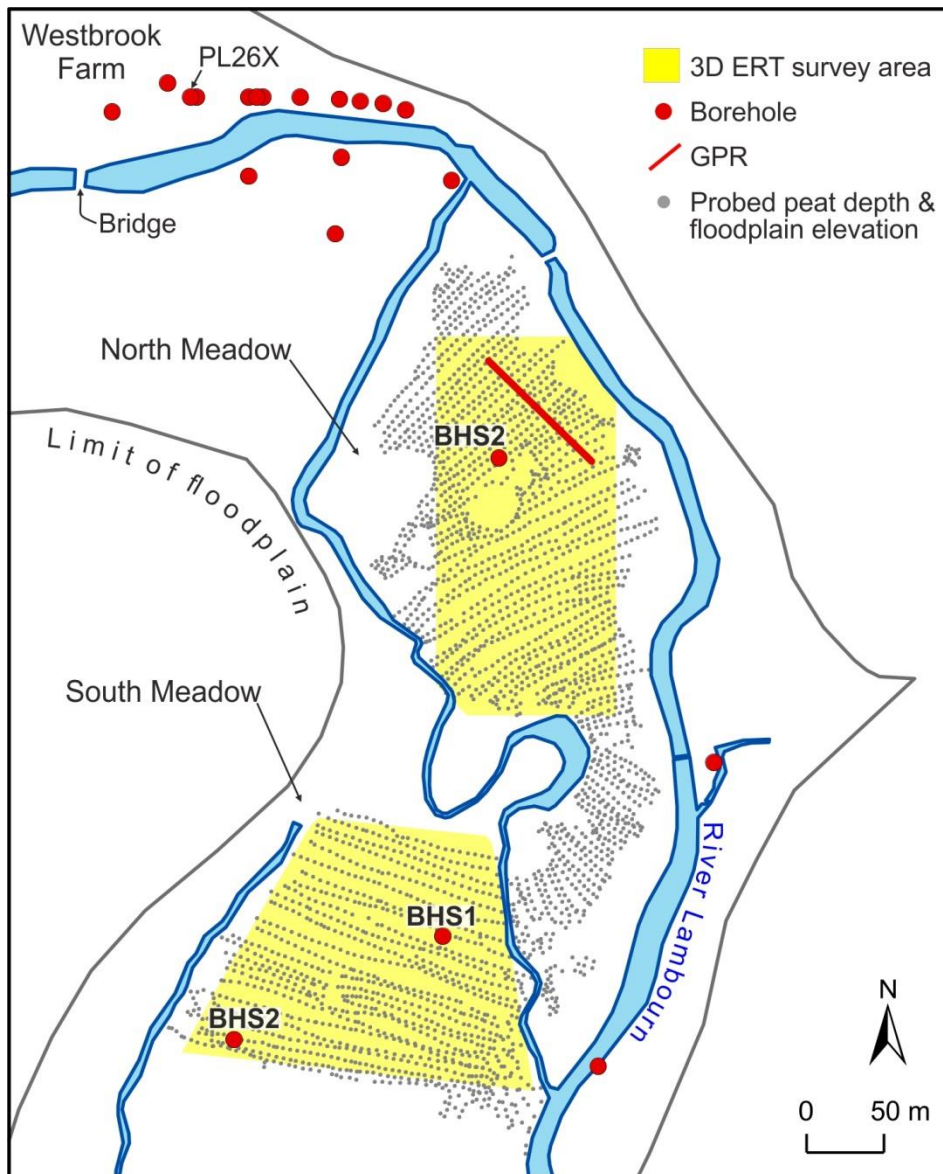 Westbrook
Farm
PL26X
Bridge
3D ERT survey area
Borehole
GPR
Probed peat depth &
floodplain elevation
North Meadow
BHS2
Limit of floodplain
South Meadow
BHS1
BHS2
River Lambourn
N
0 50 m